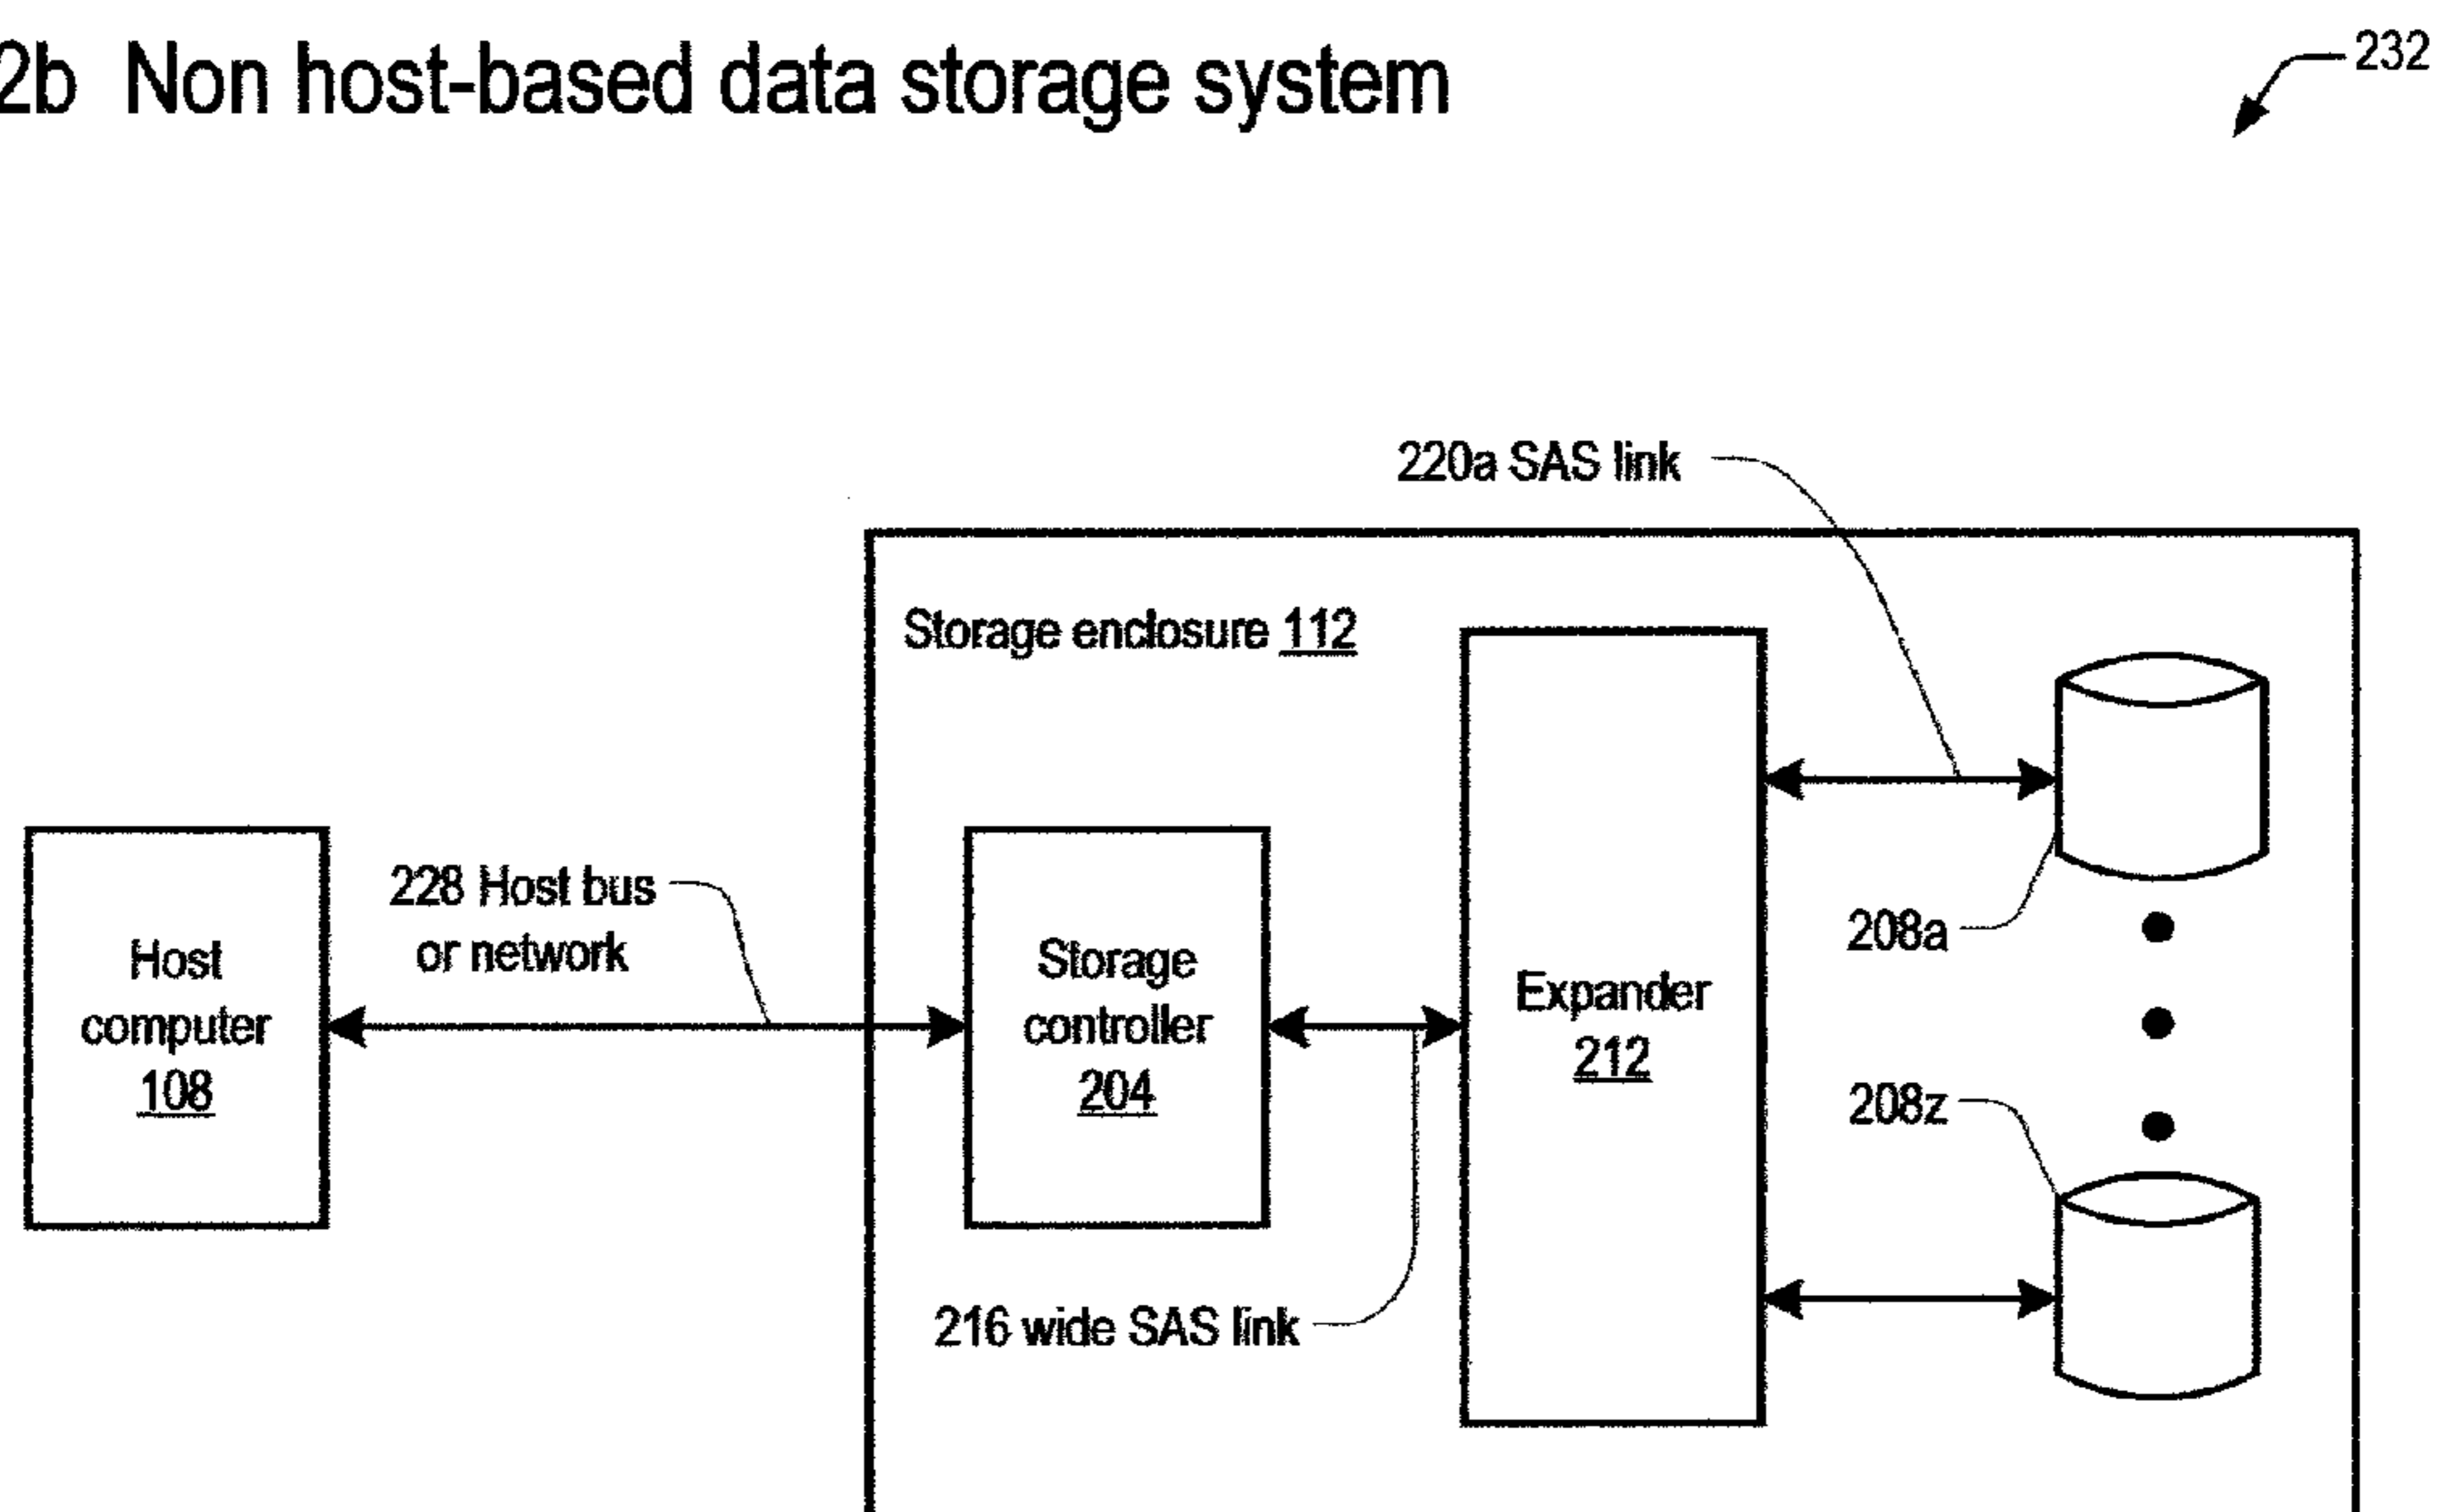 2b Non host-based data storage system
232
220a SAS link
Storage enclosure 112
228 Host bus
or network
Host
computer
108
Storage
controller
204
Expander
212
208a
208z
216 wide SAS link